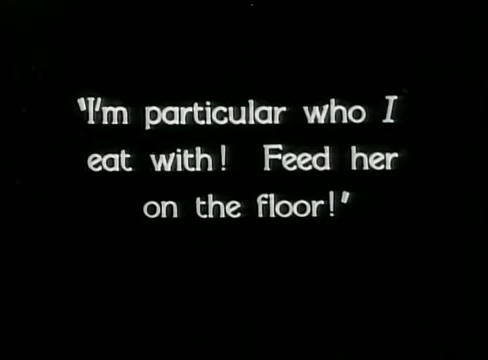 "I'm particular who I
eat with! Feed her
on the floor!"